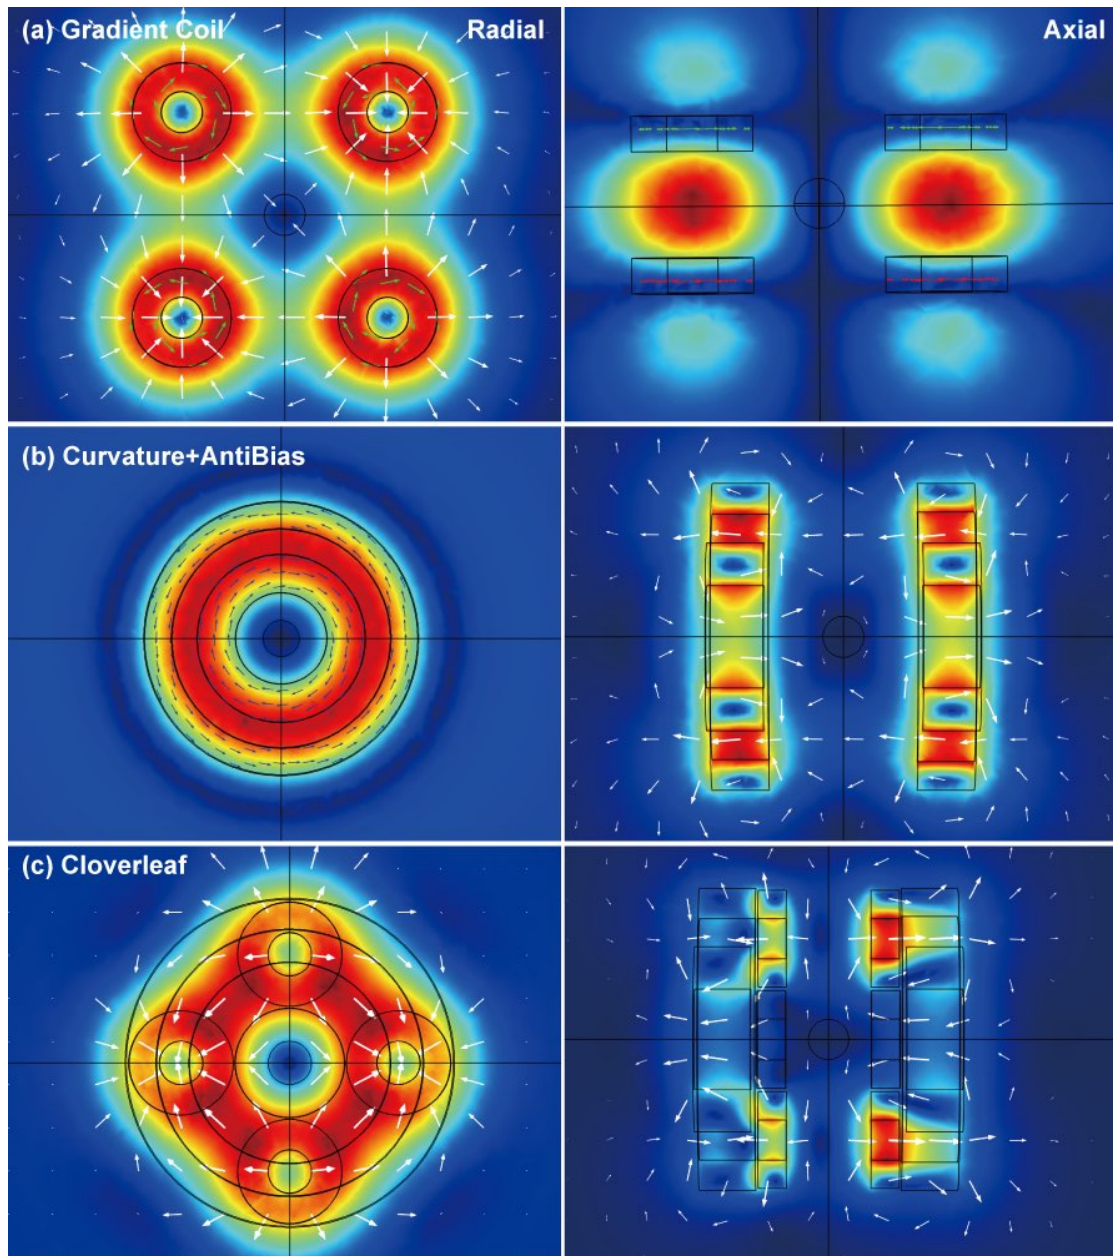 (a) Gradient Coil
Radial
Axial
(b) Curvature+AntiBias
(c) Cloverleaf